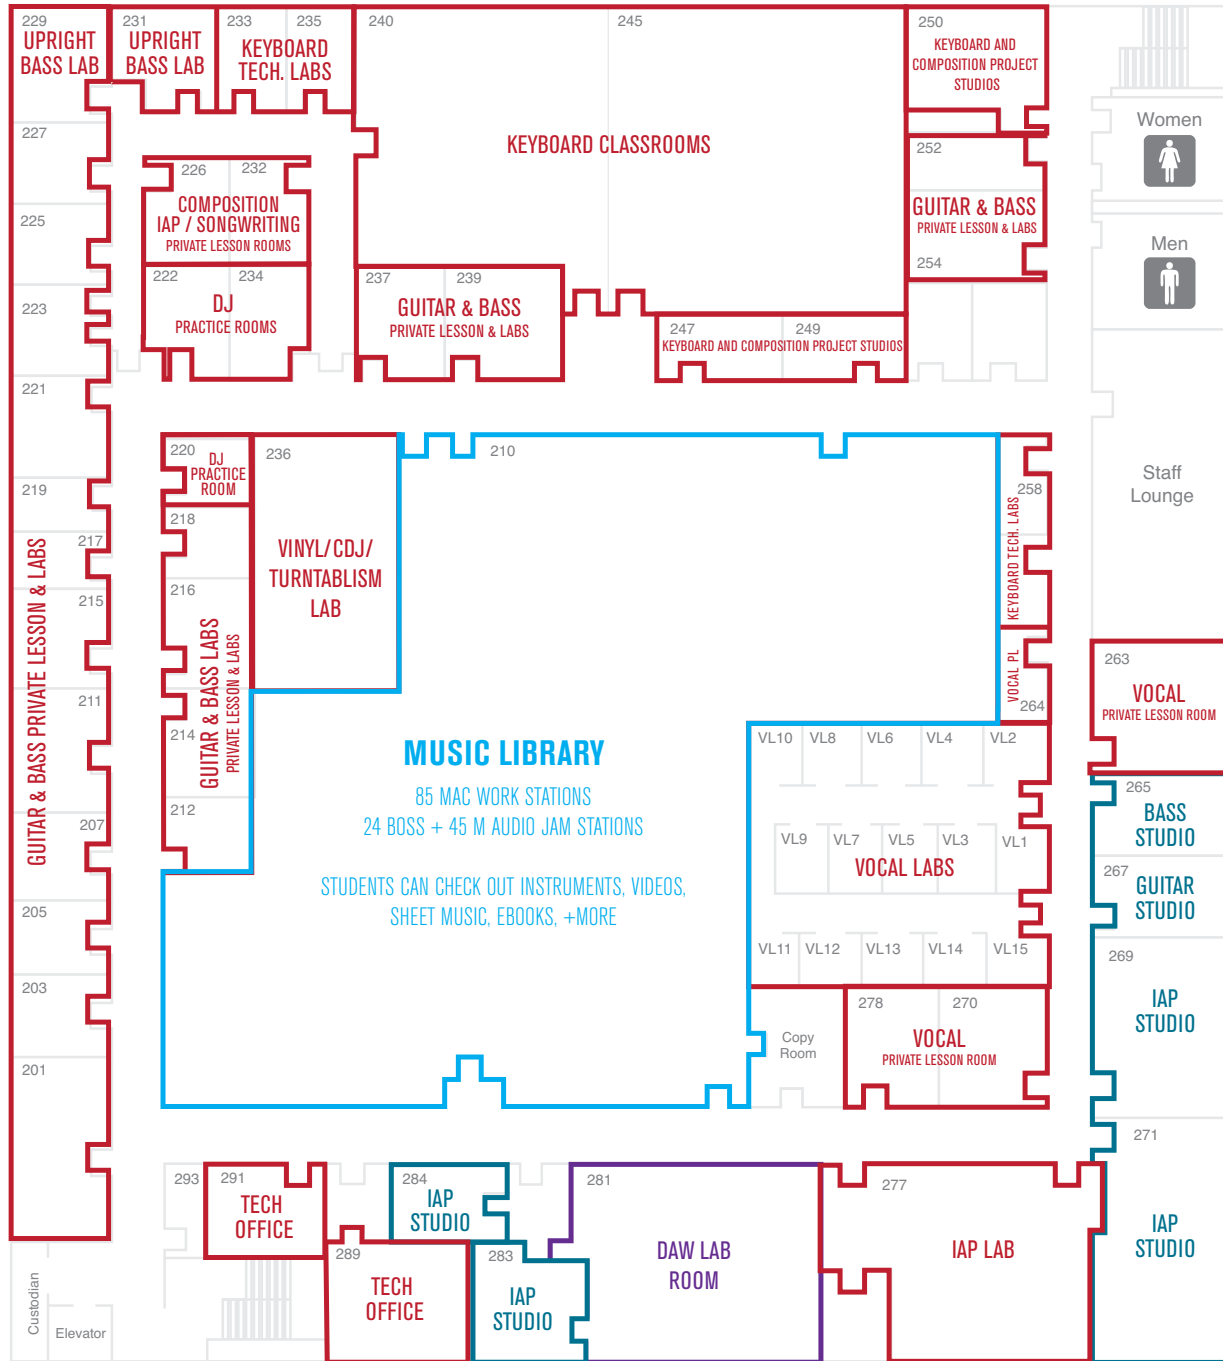 229
UPRIGHT
BASS LAB
231
UPRIGHT
BASS LAB
233
235
KEYBOARD
TECH. LABS
240
245
KEYBOARD CLASSROOMS
250
KEYBOARD AND
COMPOSITION PROJECT
STUDIOS
Women
227
226
232
COMPOSITION
IAP / SONGWRITING
PRIVATE LESSON ROOMS
252
GUITAR & BASS
PRIVATE LESSON & LABS
254
225
Men
222
234
DJ
PRACTICE ROOMS
237
239
GUITAR & BASS
PRIVATE LESSON & LABS
223
247
249
KEYBOARD AND COMPOSITION PROJECT STUDIOS
221
220
DJ
PRACTICE
ROOM
236
VINYL/CDJ/
TURNTABLISM
LAB
210
258
KEYBOARD TECH. LABS
Staff
Lounge
219
217
215
GUITAR & BASS PRIVATE LESSON & LABS
218
216
GUITAR & BASS LABS
PRIVATE LESSON & LABS
214
212
211
207
205
203
201
VOCAL PL
264
263
VOCAL
PRIVATE LESSON ROOM
MUSIC LIBRARY
85 MAC WORK STATIONS
24 BOSS + 45 M AUDIO JAM STATIONS
STUDENTS CAN CHECK OUT INSTRUMENTS, VIDEOS,
SHEET MUSIC, EBOOKS, +MORE
VL10
VL8
VL6
VL4
VL2
VL9
VL7
VL5
VL3
VL1
VOCAL LABS
VL11
VL12
VL13
VL14
VL15
265
BASS
STUDIO
267
GUITAR
STUDIO
269
IAP
STUDIO
Copy
Room
278
270
VOCAL
PRIVATE LESSON ROOM
271
IAP
STUDIO
293
291
TECH
OFFICE
284
IAP
STUDIO
281
DAW LAB
ROOM
277
IAP LAB
289
TECH
OFFICE
283
IAP
STUDIO
Custodian
Elevator